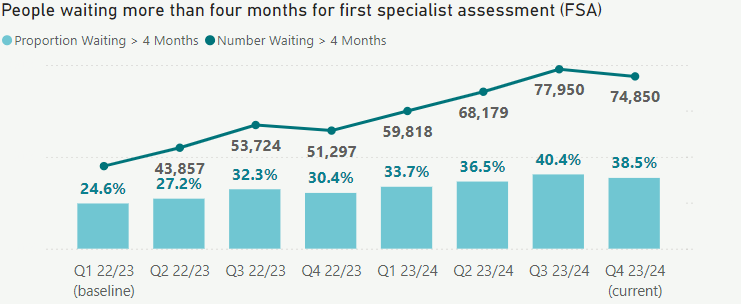 People waiting more than four months for first specialist assessment (FSA)
Proportion Waiting > 4 Months Number Waiting > 4 Months
77,950
74,850
68,179
59,818
53,724
51,297
43,857
24.6% 27.2% 32.3% 30.4% 33.7% 36.5% 40.4% 38.5%
Q1 22/23 Q2 22/23 Q3 22/23 Q4 22/23 Q1 23/24 Q2 23/24 Q3 23/24 Q4 23/24
(baseline) (current)